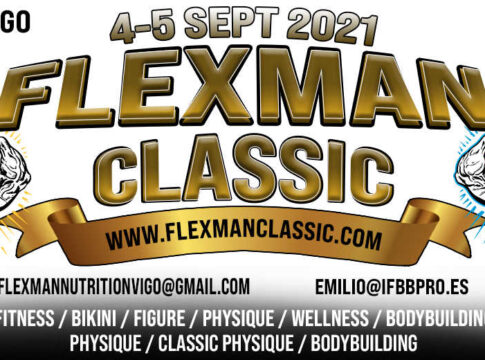 GO
4-5 SEPT 2021
FLEXMAN
CLASSIC
WWW.FLEXMANCLASSIC.COM
FLEXMANNUTRITIONVIGO@GMAIL.COM
EMILIO@IFBBPRO.ES
FITNESS / BIKINI / FIGURE / PHYSIQUE / WELLNESS / BODYBUILDING
PHYSIQUE / CLASSIC PHYSIQUE / BODYBUILDING